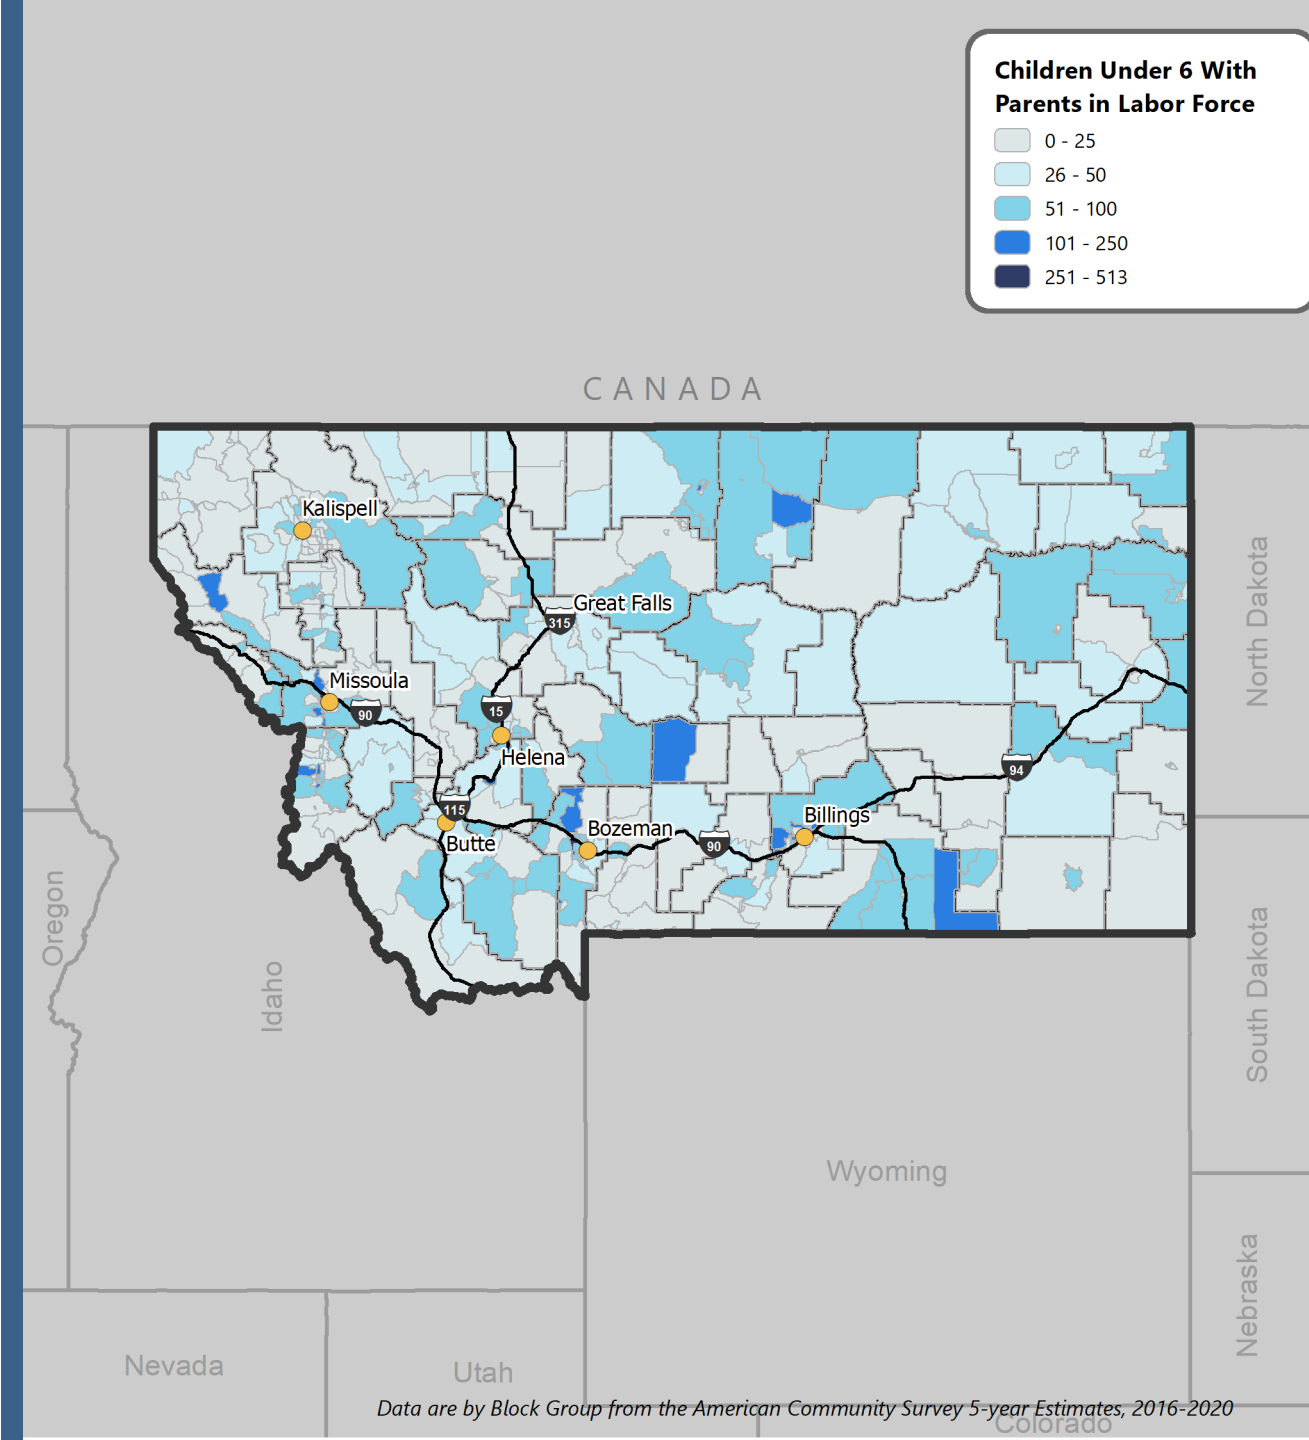 Children Under 6 With
Parents in Labor Force
0 - 25
26 - 50
51 - 100
101 - 250
251 - 513
CANADA
Kalispell
Great Falls
315
Missoula
90
15
Helena
94
115
Butte
Bozeman
90
Billings
North Dakota
South Dakota
Oregon
Idaho
Wyoming
Nebraska
Nevada
Utah
Data are by Block Group from the American Community Survey 5-year Estimates, 2016-2020
Colorado